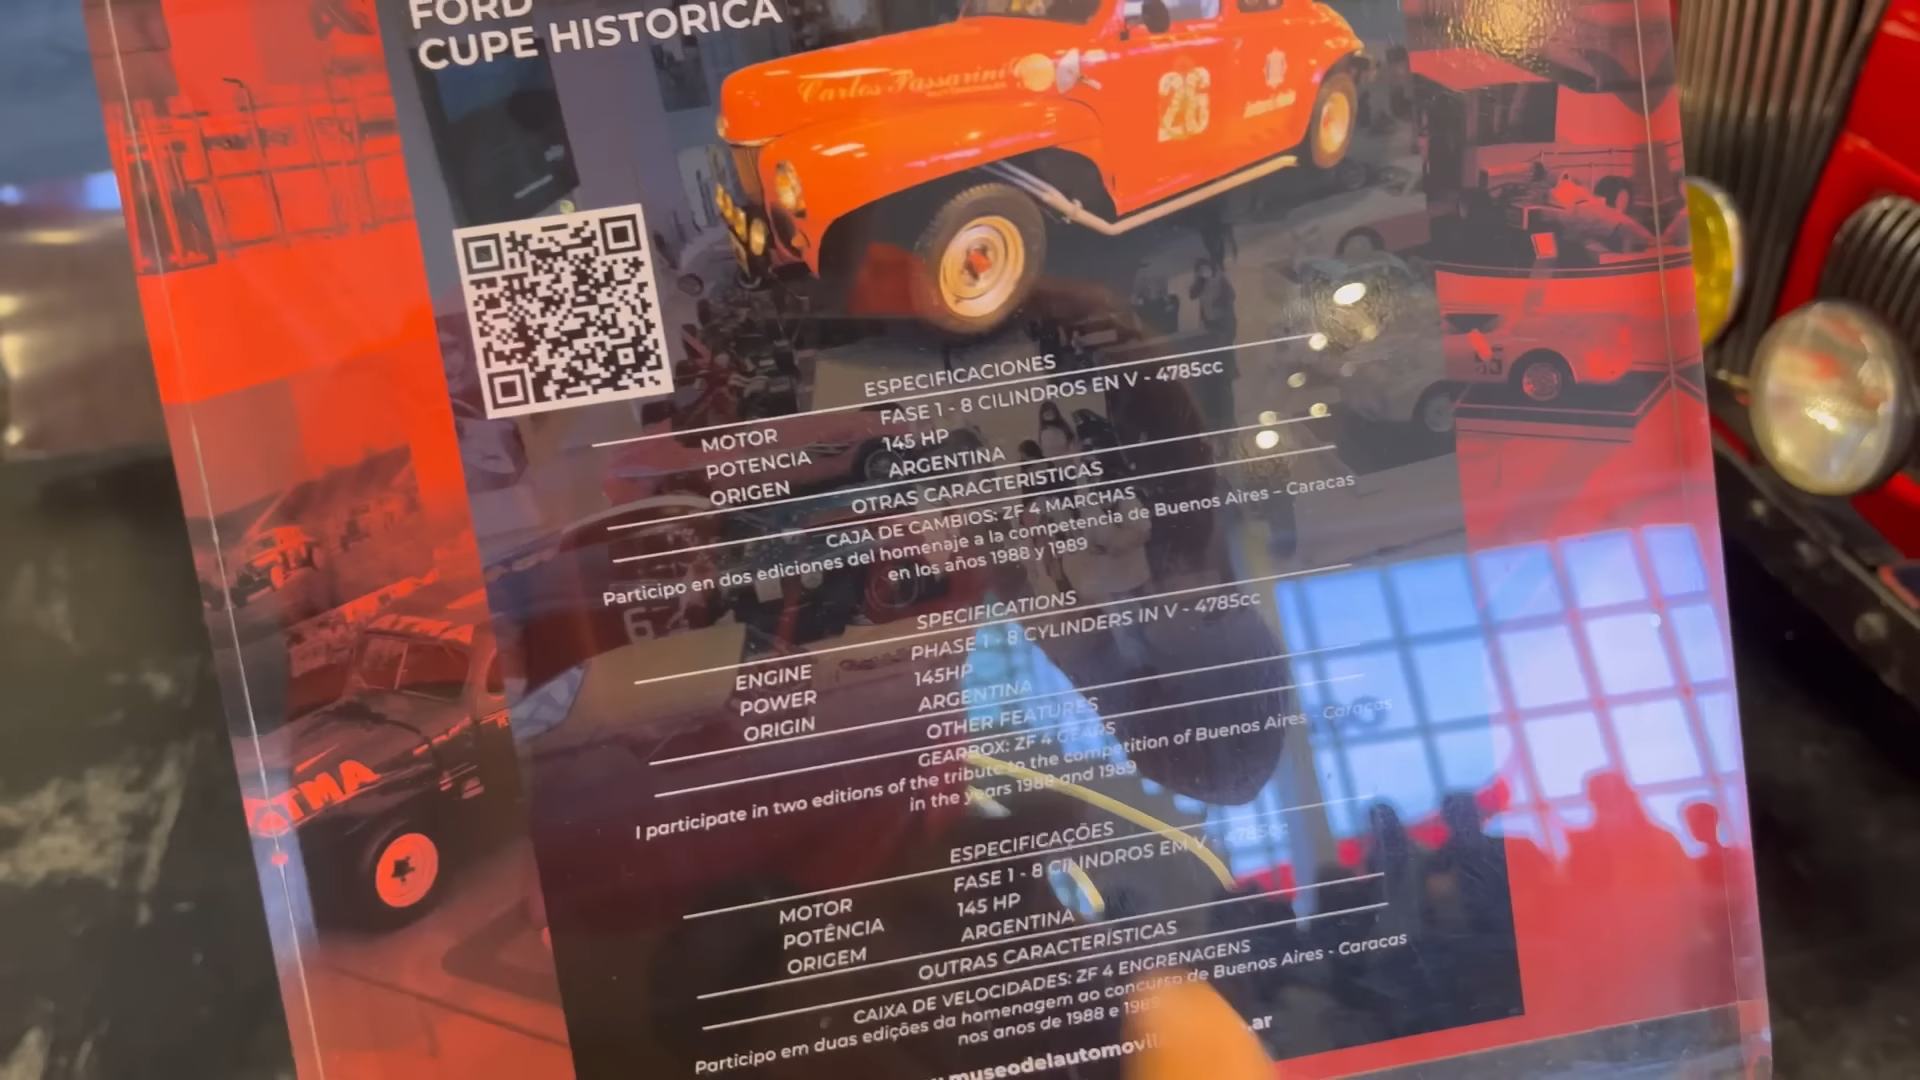 FORD
CUPE HISTORICA
Carlos Passarini
26
ESPECIFICACIONES
MOTOR FASE 1 - 8 CILINDROS EN V - 4785cc
POTENCIA 145 HP
ORIGEN ARGENTINA
OTRAS CARACTERISTICAS
CAJA DE CAMBIOS: ZF 4 MARCHAS
Participo en dos ediciones del homenaje a la competencia de Buenos Aires - Caracas
en los años 1988 y 1989
SPECIFICATIONS
ENGINE PHASE 1 - 8 CYLINDERS IN V - 4785cc
POWER 145HP
ORIGIN ARGENTINA
OTHER FEATURES
GEARBOX: ZF 4 GEARS
I participate in two editions of the tribute to the competition of Buenos Aires - Caracas
in the years 1988 and 1989
ESPECIFICAÇÕES
MOTOR FASE 1 - 8 CILINDROS EM V - 4785cc
POTÊNCIA 145 HP
ORIGEM ARGENTINA
OUTRAS CARACTERÍSTICAS
CAIXA DE VELOCIDADES: ZF 4 ENGRENAGENS
Participo em duas edições da homenagem ao concurso de Buenos Aires - Caracas
nos anos de 1988 e 1989
museodelautomovil .ar